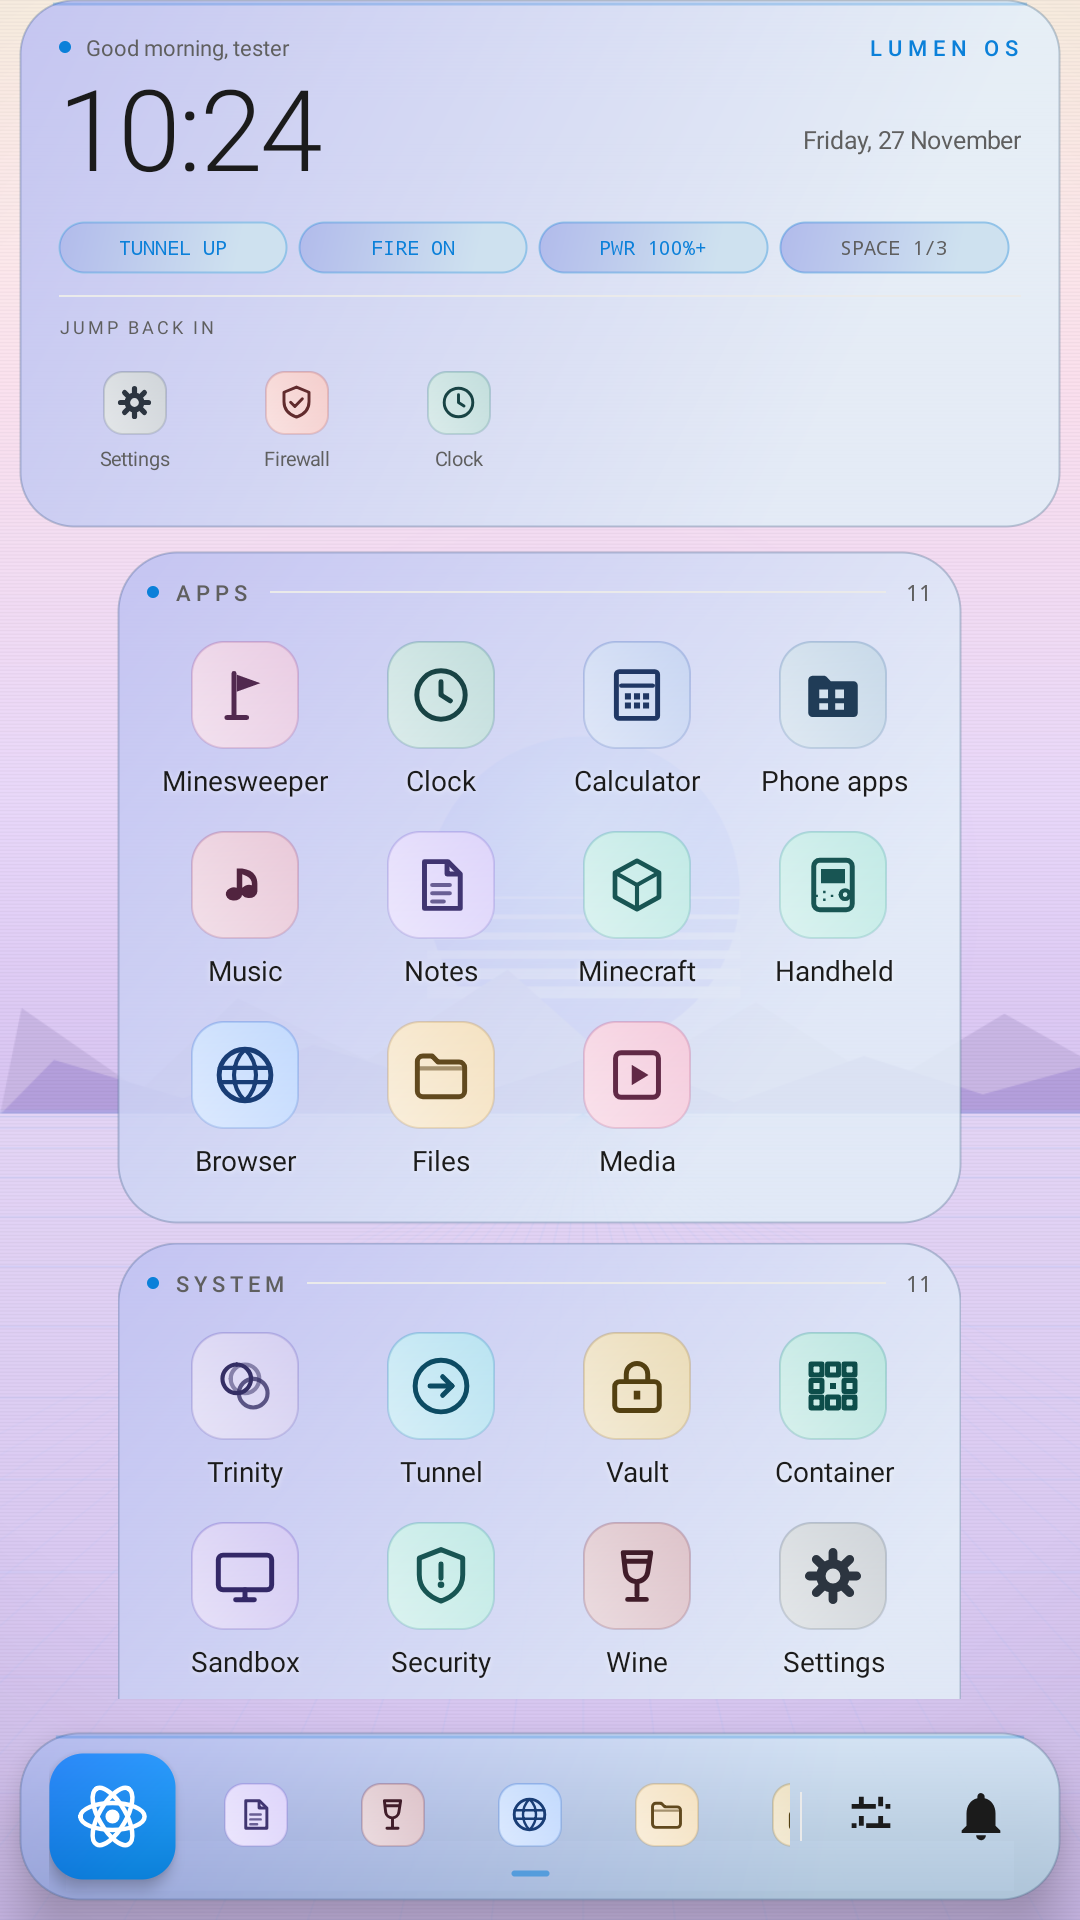 Good morning, tester
LUMEN OS
10:24
Friday, 27 November
TUNNEL UP
FIRE ON
PWR 100%+
SPACE 1/3
JUMP BACK IN
Settings
Firewall
Clock
APPS
11
Minesweeper
Clock
Calculator
Phone apps
Music
Notes
Minecraft
Handheld
Browser
Files
Media
SYSTEM
11
Trinity
Tunnel
Vault
Container
Sandbox
Security
Wine
Settings